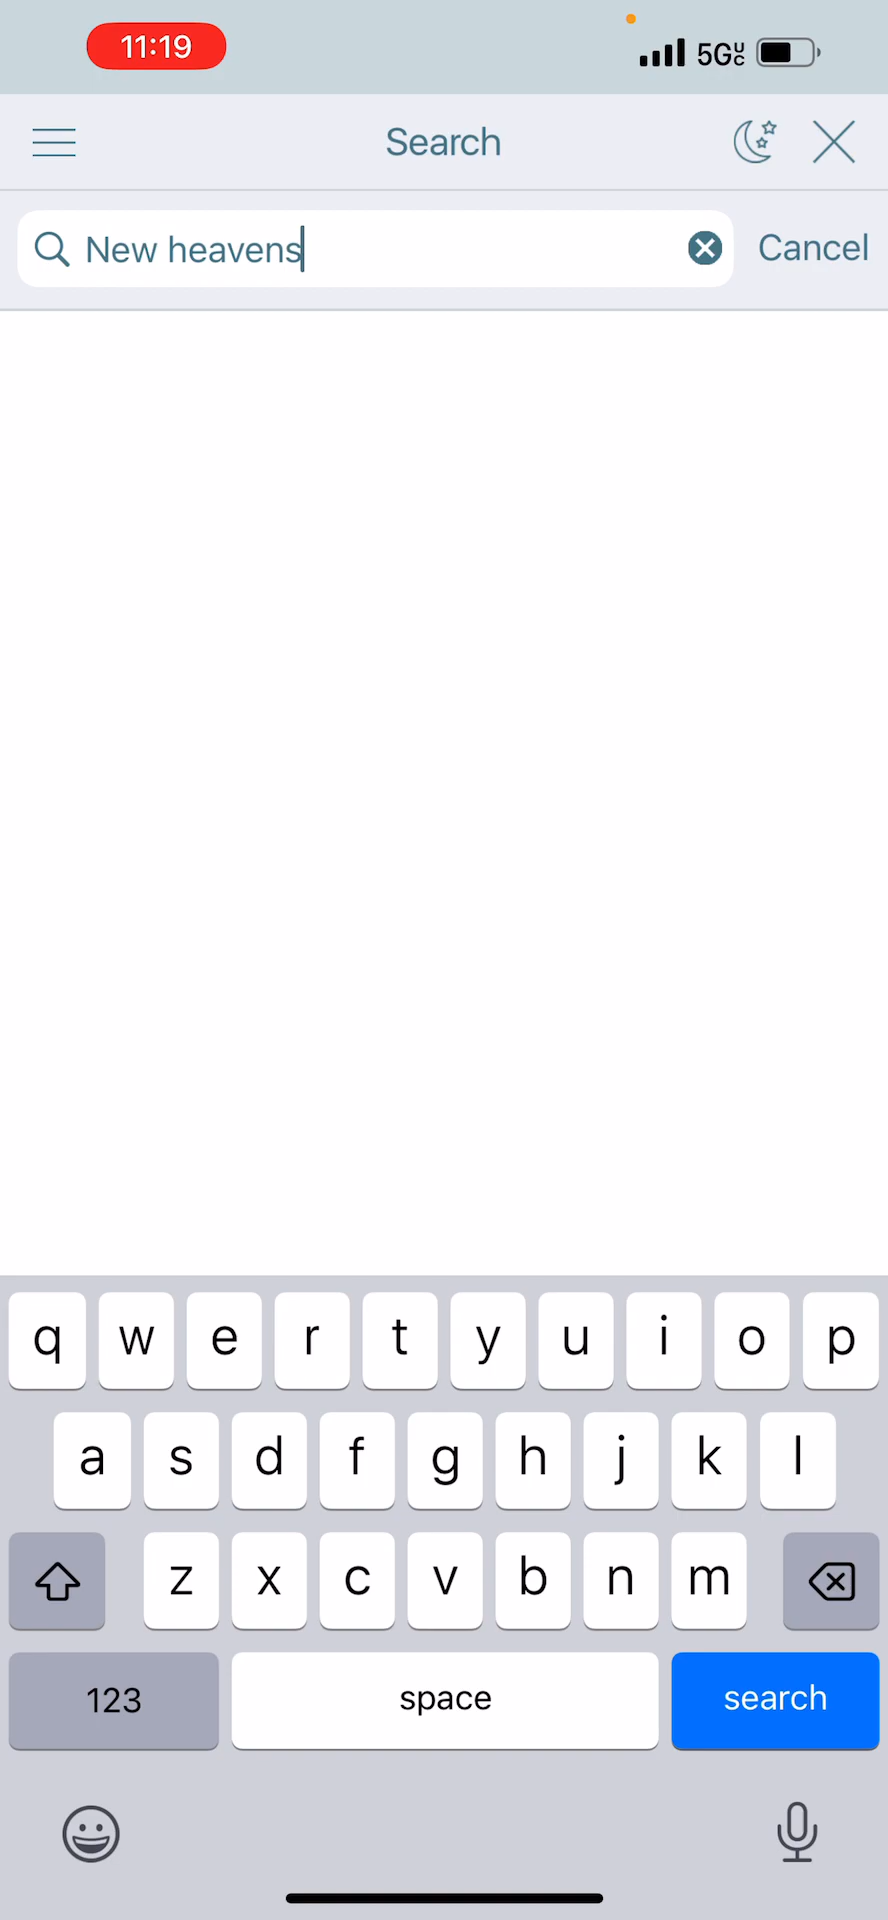 11:19
5GUC
Search
New heavens
Cancel
q w e r t y u i o p
a s d f g h j k l
z x c v b n m
123 space search